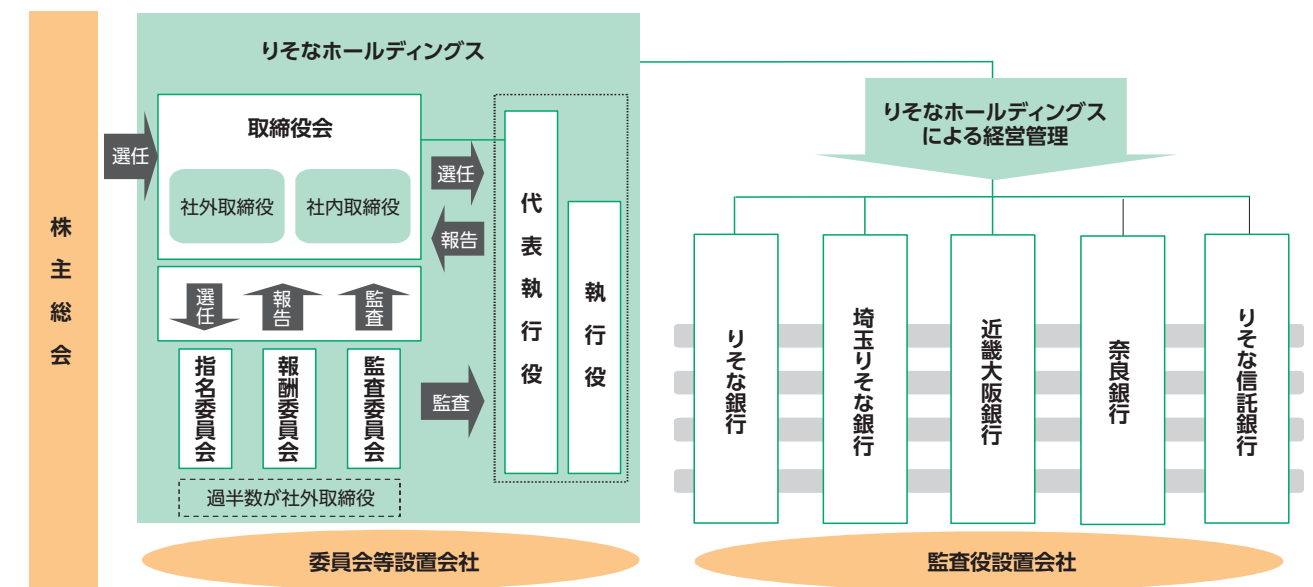 株主総会
りそなホールディングス
選任
取締役会
社外取締役
社内取締役
選任
報告
選任
報告
監査
指名委員会
報酬委員会
監査委員会
監査
過半数が社外取締役
代表執行役
執行役
委員会等設置会社
りそなホールディングス
による経営管理
りそな銀行
埼玉りそな銀行
近畿大阪銀行
奈良銀行
りそな信託銀行
監査役設置会社